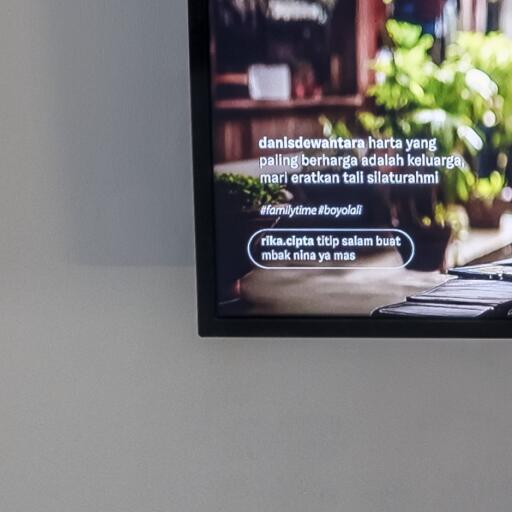 danisdewantara harta yang
paling berharga adalah keluarga,
mari eratkan tali silaturahmi
#familytime #boyolali
rika.cipta titip salam buat
mbak nina ya mas